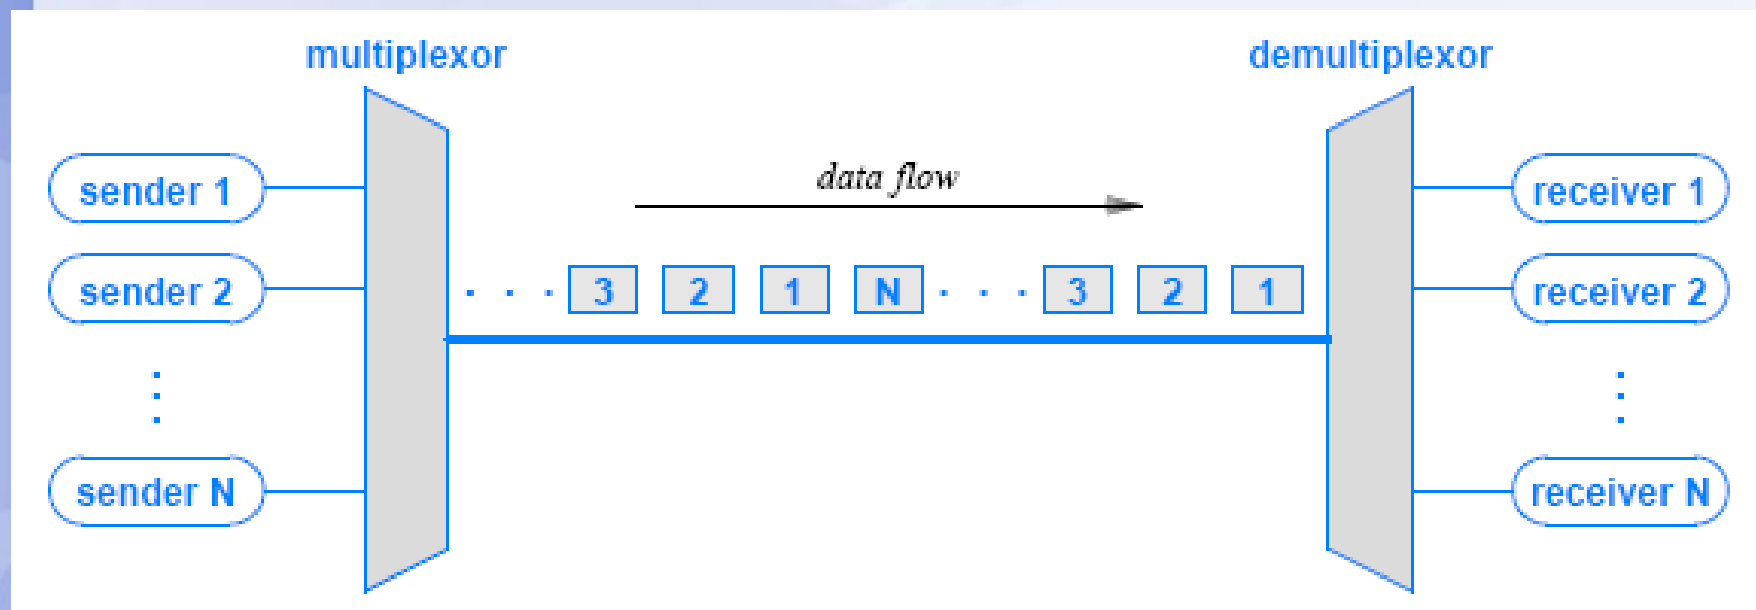 multiplexor demultiplexor
data flow
sender 1 receiver 1
sender 2 receiver 2
. . . 3 2 1 N . . . 3 2 1
sender N receiver N